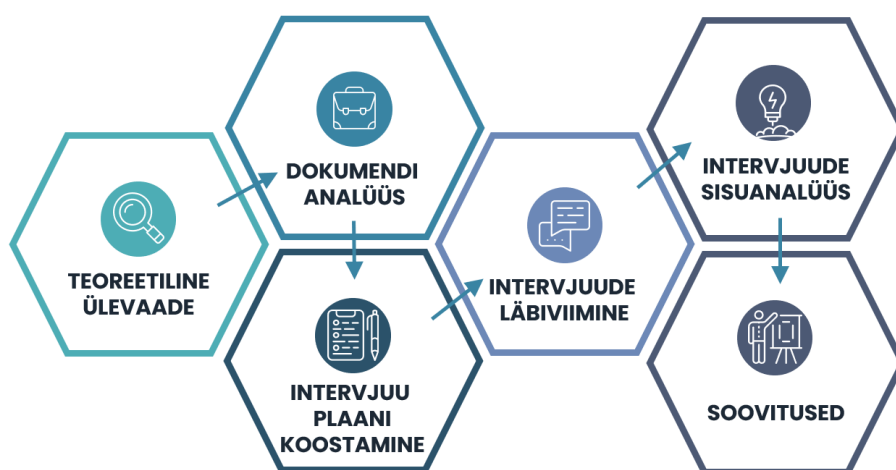 TEOREETILINE
ÜLEVAADE
DOKUMENDI
ANALÜÜS
INTERVJUU
PLAANI
KOOSTAMINE
INTERVJUUDE
LÄBIVIIMINE
INTERVJUUDE
SISUANALÜÜS
SOOVITUSED